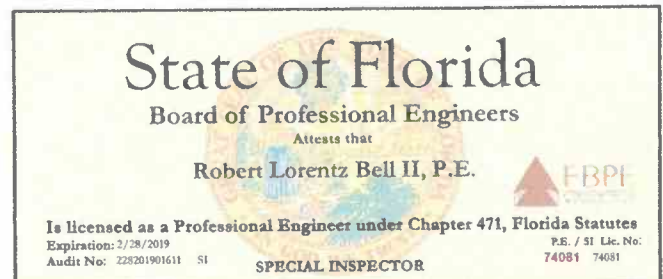 State of Florida
Board of Professional Engineers
Attests that
Robert Lorentz Bell II, P.E.
FBPE
Is licensed as a Professional Engineer under Chapter 471, Florida Statutes
Expiration: 2/28/2019
P.E. / SI Lic. No:
Audit No: 228201901611 SI
74081 74081
SPECIAL INSPECTOR